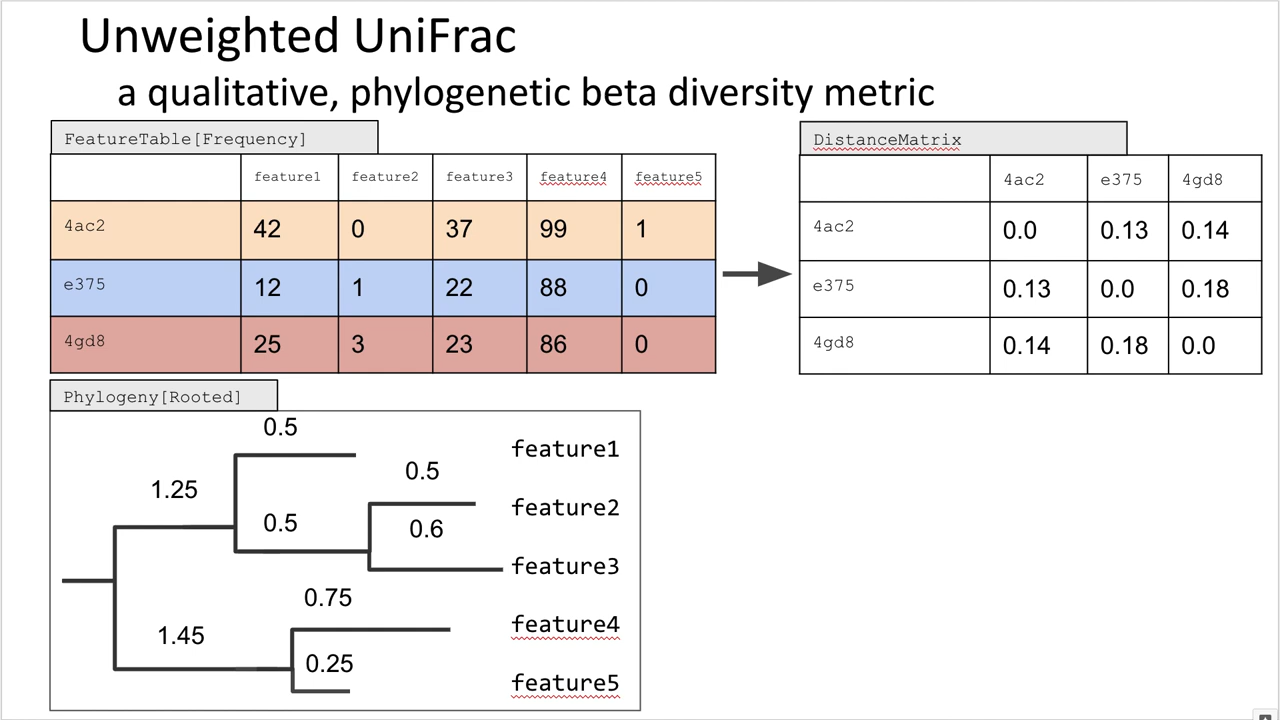 Unweighted UniFrac
a qualitative, phylogenetic beta diversity metric
FeatureTable[Frequency]
feature1 feature2 feature3 feature4 feature5
4ac2 42 0 37 99 1
e375 12 1 22 88 0
4gd8 25 3 23 86 0
DistanceMatrix
4ac2 e375 4gd8
4ac2 0.0 0.13 0.14
e375 0.13 0.0 0.18
4gd8 0.14 0.18 0.0
Phylogeny[Rooted]
0.5
feature1
0.5
1.25
feature2
0.5 0.6
feature3
0.75
feature4
1.45
0.25
feature5